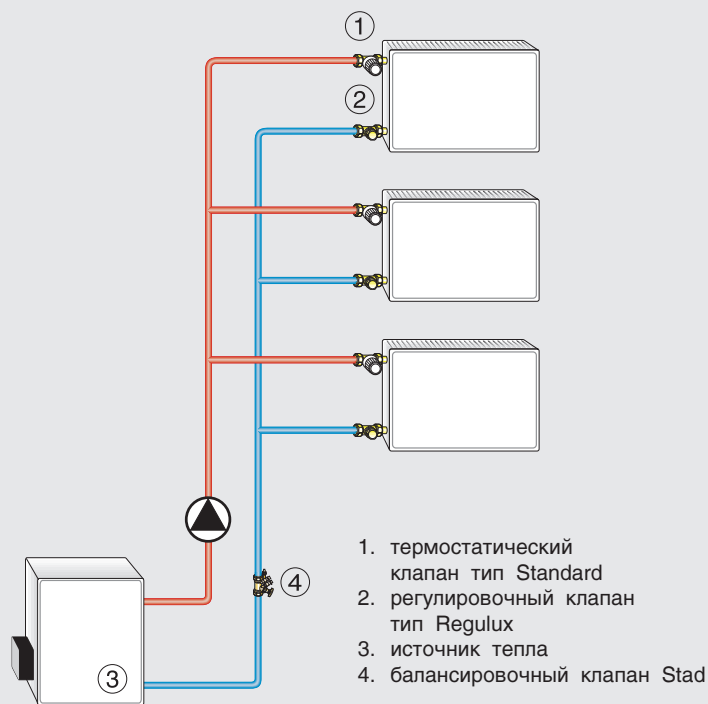 1
2
4
3
1. термостатический
клапан тип Standard
2. регулировочный клапан
тип Regulux
3. источник тепла
4. балансировочный клапан Stad